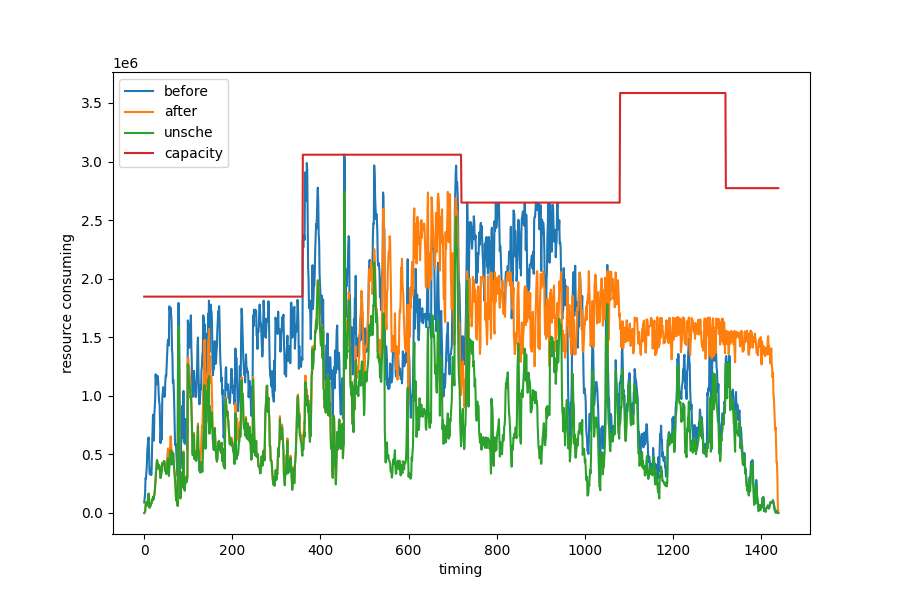 1e6
before
after
unsche
capacity
3.5
3.0
2.5
2.0
1.5
1.0
0.5
0.0
resource consuming
0 200 400 600 800 1000 1200 1400
timing